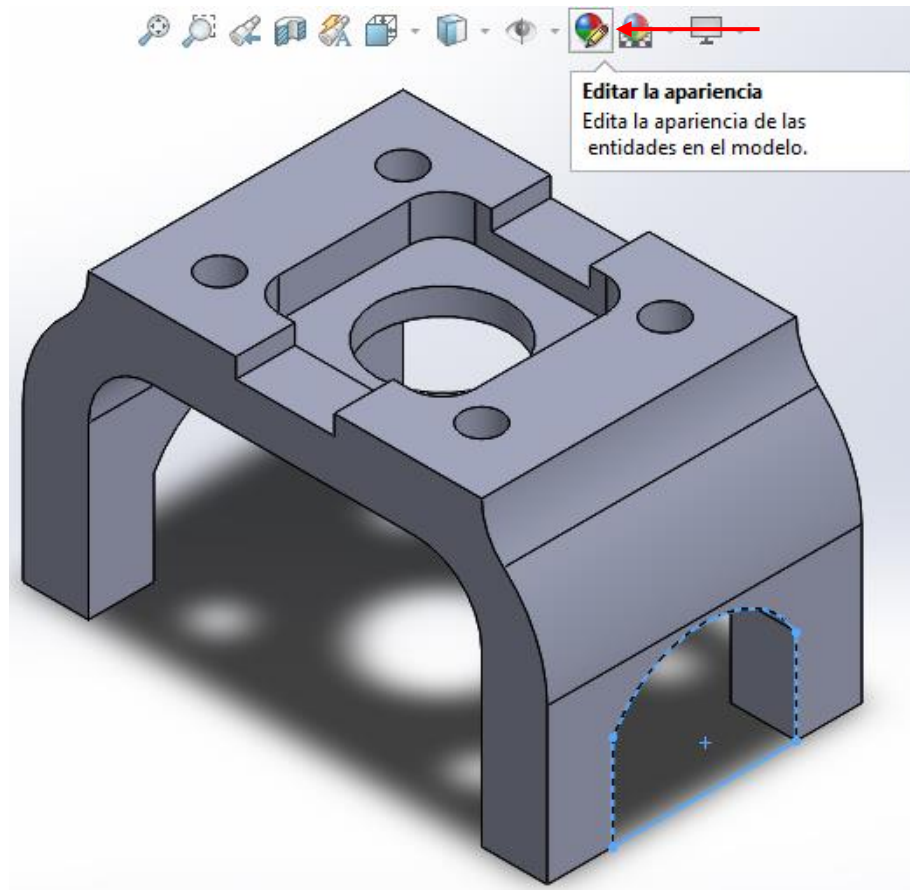 Editar la apariencia
Edita la apariencia de las
entidades en el modelo.